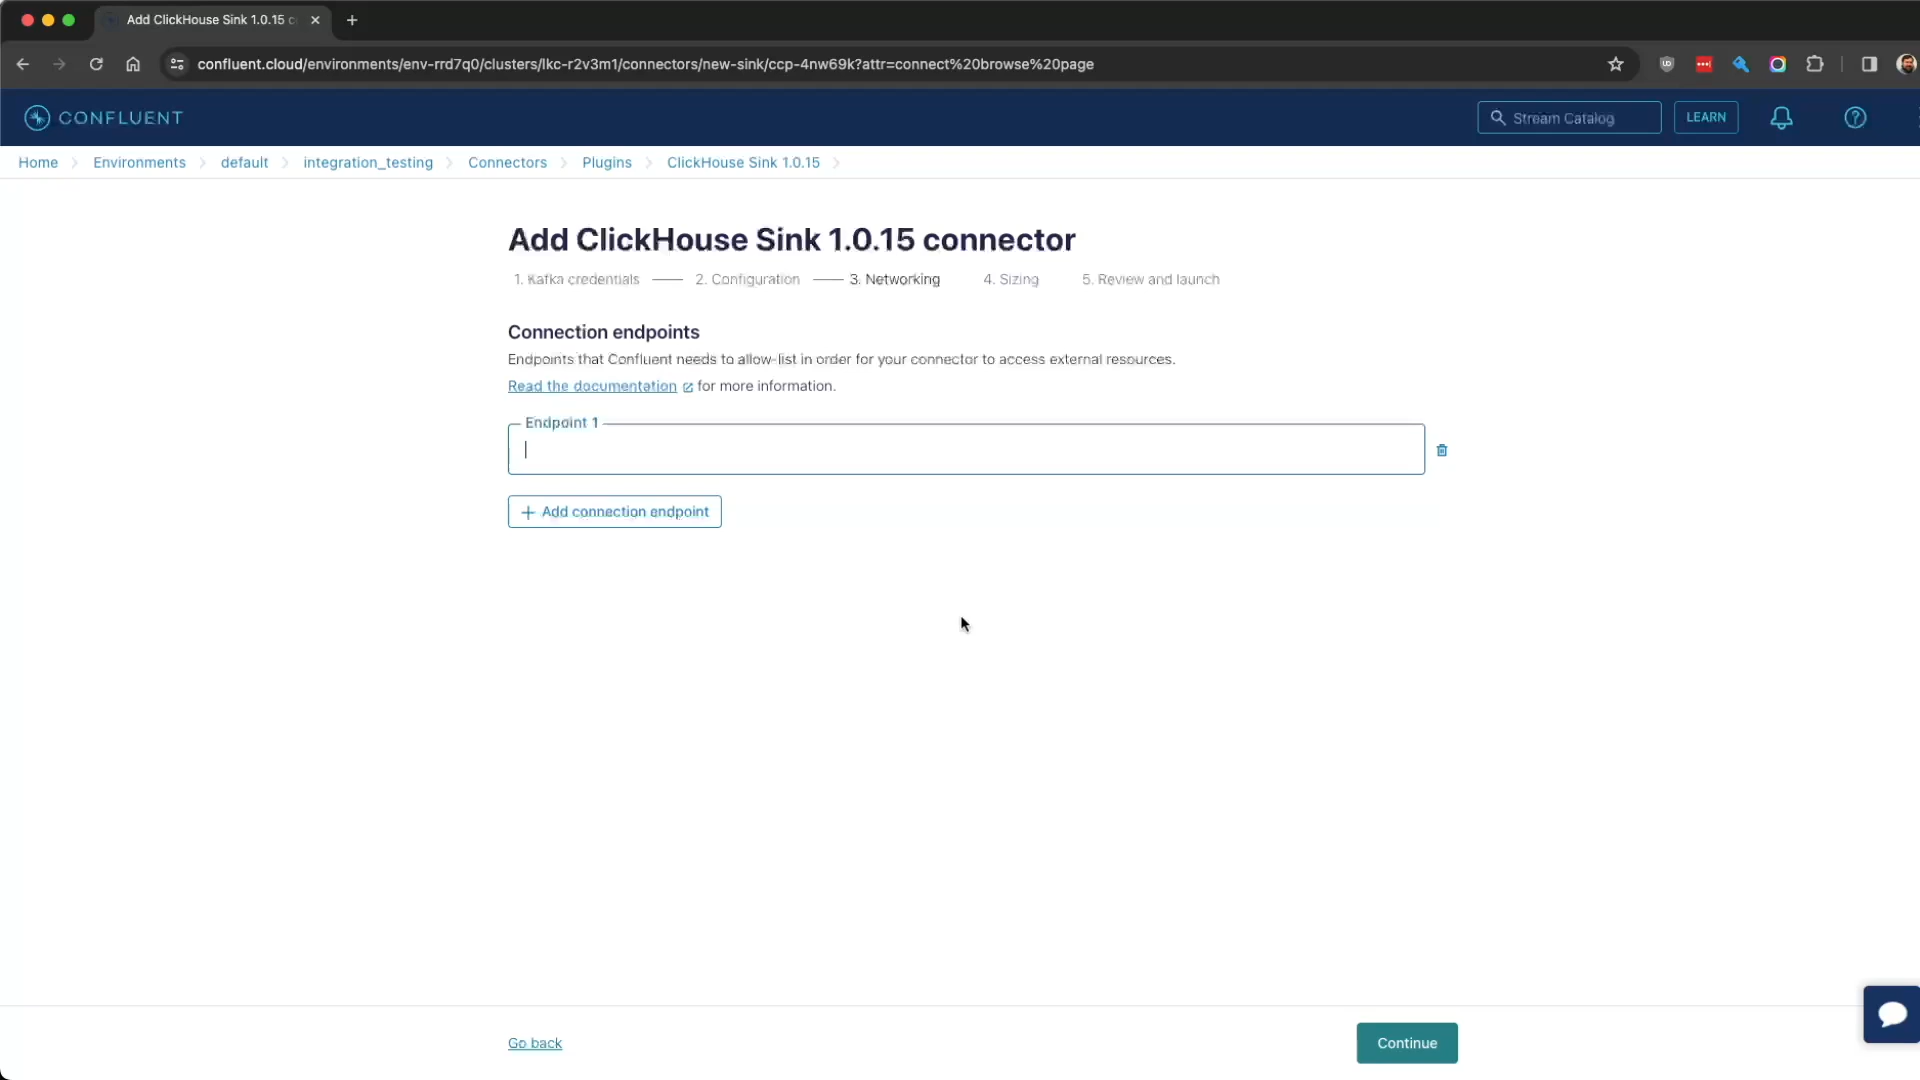 Add ClickHouse Sink 1.0.15 c
confluent.cloud/environments/env-rrd7q0/clusters/lkc-r2v3m1/connectors/new-sink/ccp-4nw69k?attr=connect%20browse%20page
CONFLUENT
Stream Catalog
LEARN
Home
Environments
default
integration_testing
Connectors
Plugins
ClickHouse Sink 1.0.15
Add ClickHouse Sink 1.0.15 connector
1. Kafka credentials
2. Configuration
3. Networking
4. Sizing
5. Review and launch
Connection endpoints
Endpoints that Confluent needs to allow-list in order for your connector to access external resources.
Read the documentation for more information.
Endpoint 1
Add connection endpoint
Go back
Continue